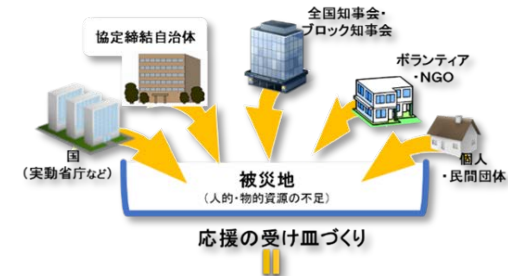 全国知事会・
ブロック知事会
協定締結自治体
ボランティア
・NGO
国
(実動省庁など)
個人
・民間団体
被災地
(人的・物的資源の不足)
応援の受け皿づくり